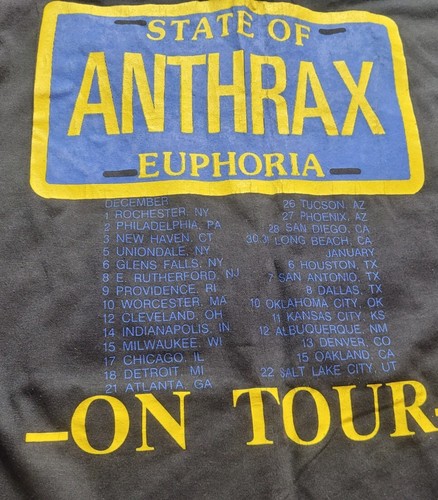 STATE OF
ANTHRAX
EUPHORIA
DECEMBER
1 ROCHESTER, NY
2 PHILADELPHIA, PA
3 NEW HAVEN, CT
5 UNIONDALE, NY
6 GLENS FALLS, NY
8 E. RUTHERFORD, NJ
9 PROVIDENCE, RI
10 WORCESTER, MA
12 CLEVELAND, OH
14 INDIANAPOLIS, IN
15 MILWAUKEE, WI
17 CHICAGO, IL
18 DETROIT, MI
21 ATLANTA, GA
26 TUCSON, AZ
27 PHOENIX, AZ
28 SAN DIEGO, CA
LONG BEACH, CA
JANUARY
6 HOUSTON, TX
7 SAN ANTONIO, TX
8 DALLAS, TX
10 OKLAHOMA CITY, OK
11 KANSAS CITY, KS
12 ALBUQUERQUE, NM
13 DENVER, CO
15 OAKLAND, CA
22 SALT LAKE CITY, UT
–ON TOUR–